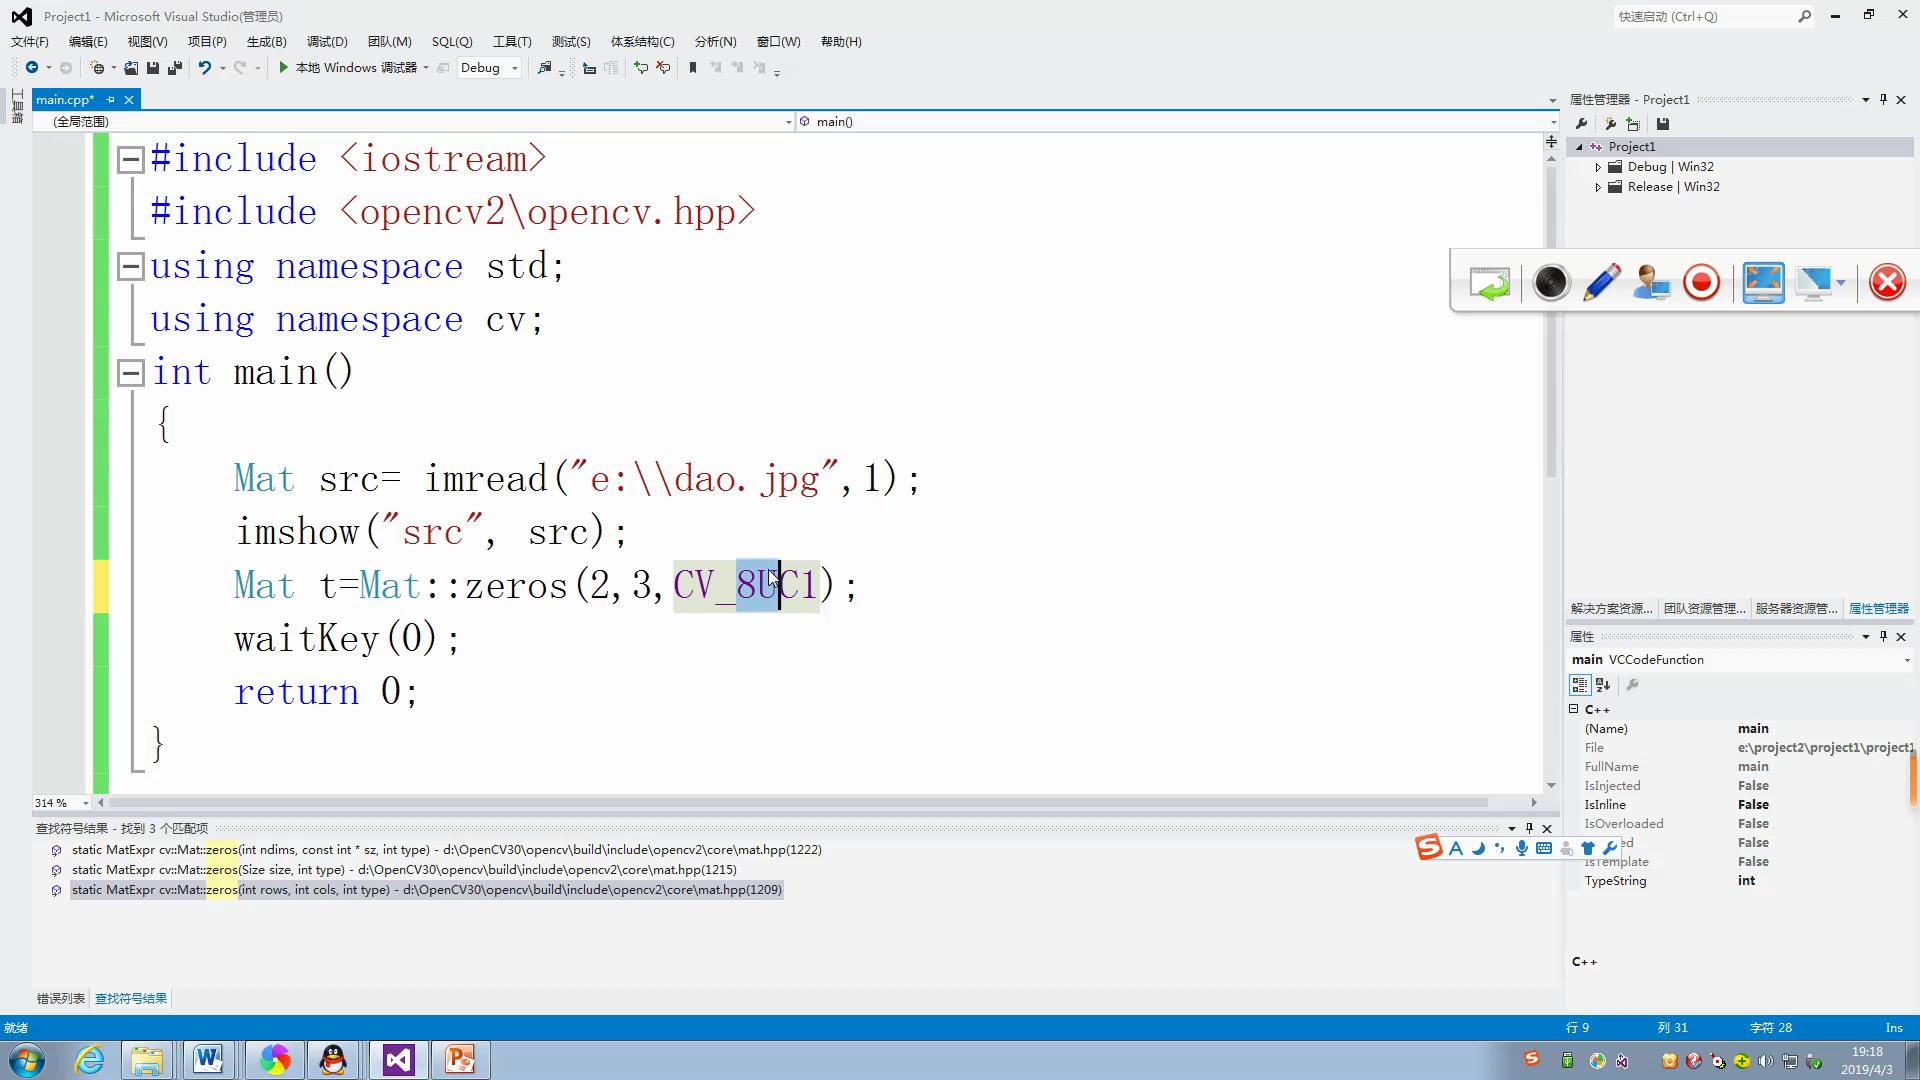 Project1 - Microsoft Visual Studio(管理员)
快速启动 (Ctrl+Q)
文件(F) 编辑(E) 视图(V) 项目(P) 生成(B) 调试(D) 团队(M) SQL(Q) 工具(T) 测试(S) 体系结构(C) 分析(N) 窗口(W) 帮助(H)
本地 Windows 调试器 Debug
工具箱
main.cpp*
(全局范围) main()
#include <iostream>
#include <opencv2\opencv.hpp>
using namespace std;
using namespace cv;
int main()
{
Mat src= imread("e:\\dao.jpg",1);
imshow("src", src);
Mat t=Mat::zeros(2,3,CV_8UC1);
waitKey(0);
return 0;
}
314 %
查找符号结果 - 找到 3 个匹配项
static MatExpr cv::Mat::zeros(int ndims, const int * sz, int type) - d:\OpenCV30\opencv\build\include\opencv2\core\mat.hpp(1222)
static MatExpr cv::Mat::zeros(Size size, int type) - d:\OpenCV30\opencv\build\include\opencv2\core\mat.hpp(1215)
static MatExpr cv::Mat::zeros(int rows, int cols, int type) - d:\OpenCV30\opencv\build\include\opencv2\core\mat.hpp(1209)
错误列表 查找符号结果
属性管理器 - Project1
Project1
Debug | Win32
Release | Win32
解决方案资源... 团队资源管理... 服务器资源管... 属性管理器
属性
main VCCodeFunction
C++
(Name) main
File e:\project2\project1\project1
FullName main
IsInjected False
IsInline False
IsOverloaded False
False
IsTemplate False
TypeString int
C++
就绪 行 9 列 31 字符 28 Ins
19:18
2019/4/3